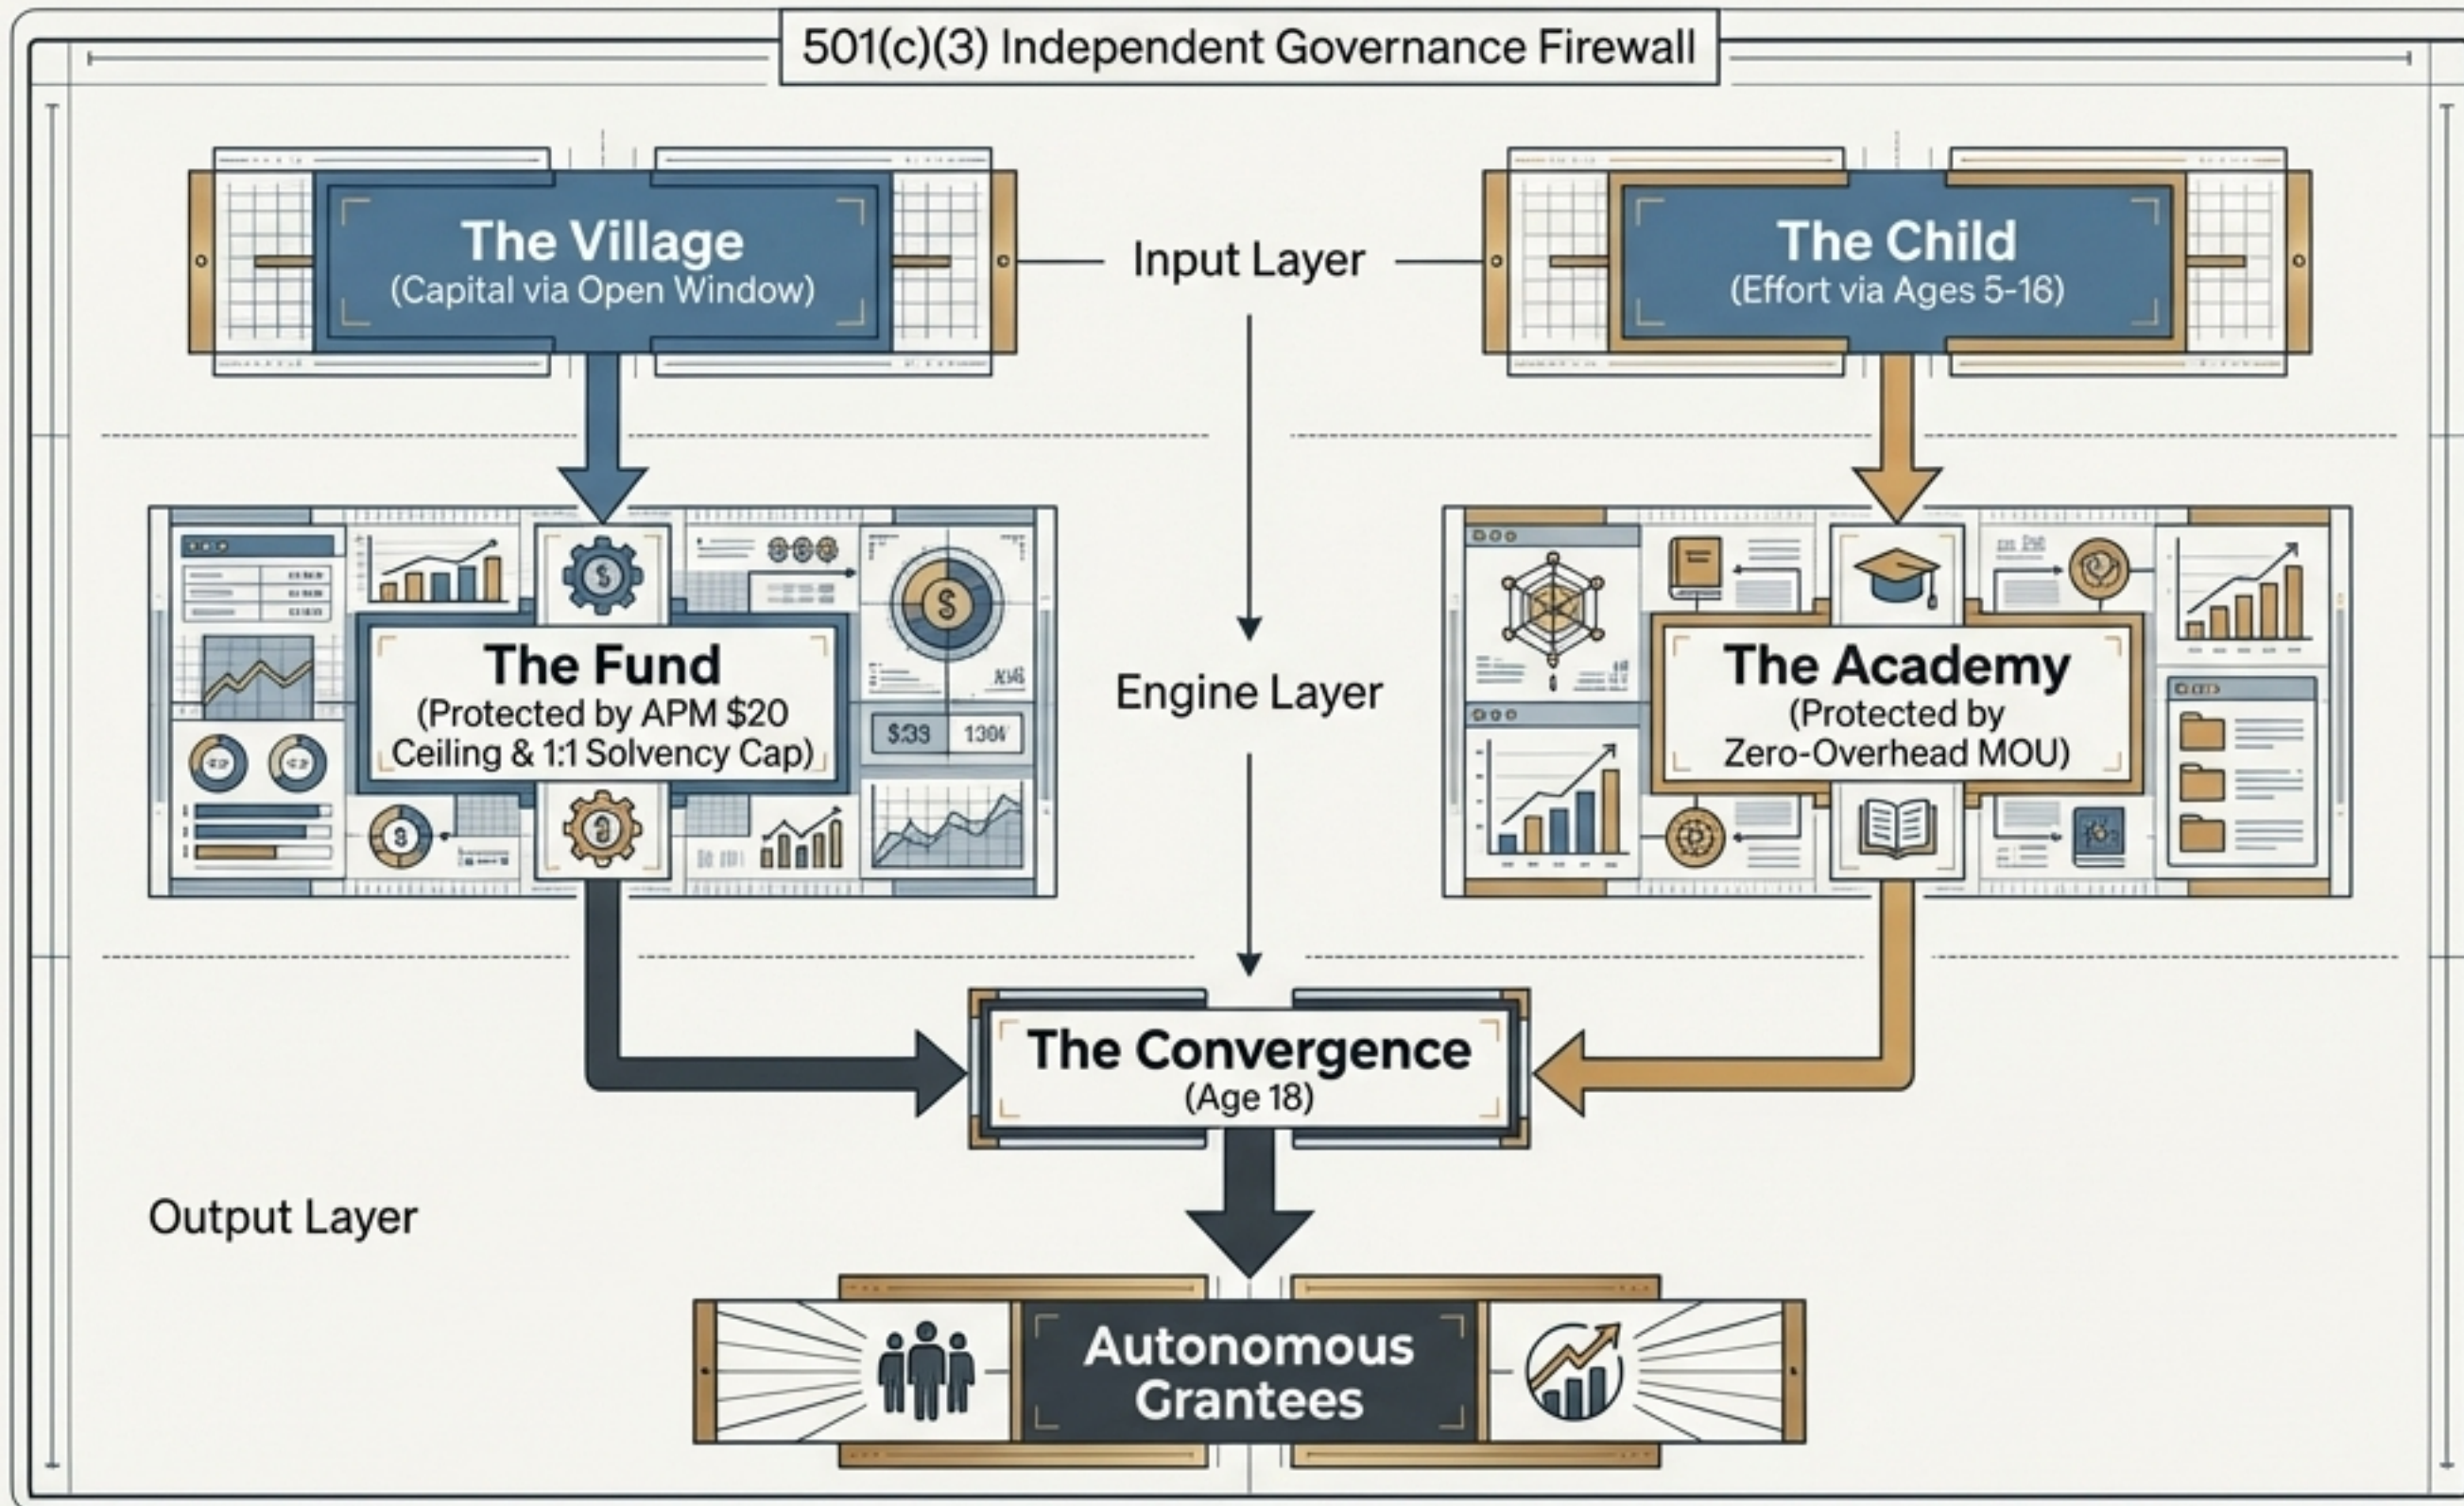 501(c)(3) Independent Governance Firewall
The Village
(Capital via Open Window)
Input Layer
The Child
(Effort via Ages 5-16)
The Fund
(Protected by APM $20
Ceiling & 1:1 Solvency Cap)
Engine Layer
The Academy
(Protected by
Zero-Overhead MOU)
The Convergence
(Age 18)
Output Layer
Autonomous
Grantees